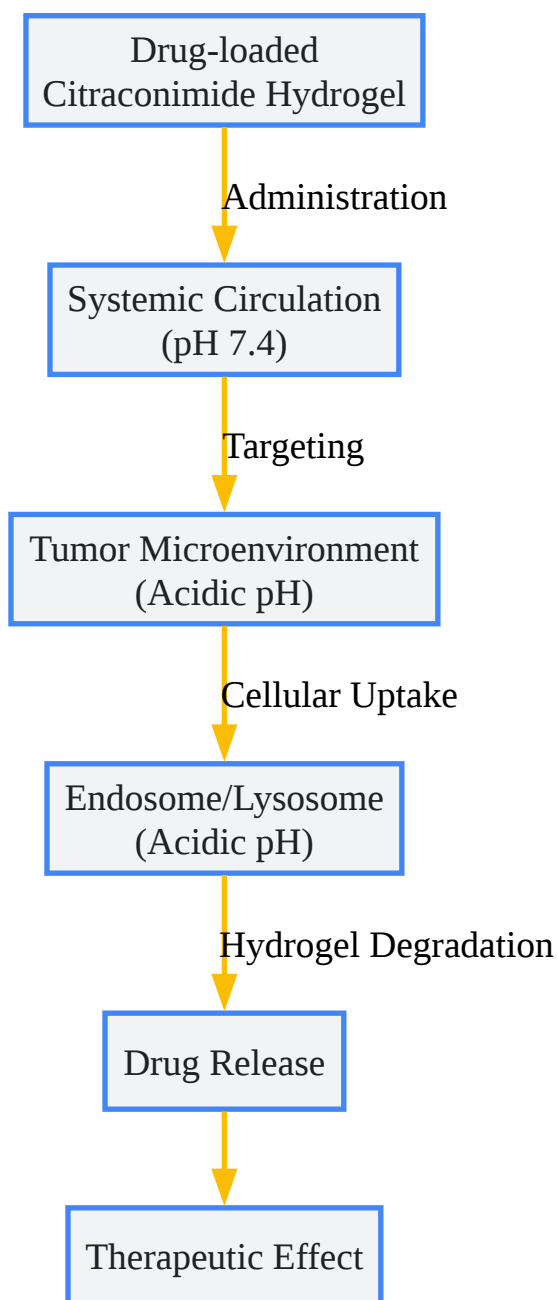 Drug-loaded
Citraconimide Hydrogel
Administration
Systemic Circulation
(pH 7.4)
Targeting
Tumor Microenvironment
(Acidic pH)
Cellular Uptake
Endosome/Lysosome
(Acidic pH)
Hydrogel Degradation
Drug Release
Therapeutic Effect